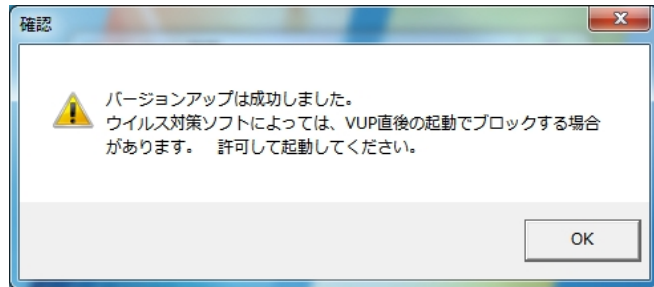 確認
バージョンアップは成功しました。
ウイルス対策ソフトによっては、VUP直後の起動でブロックする場合
があります。　許可して起動してください。
OK